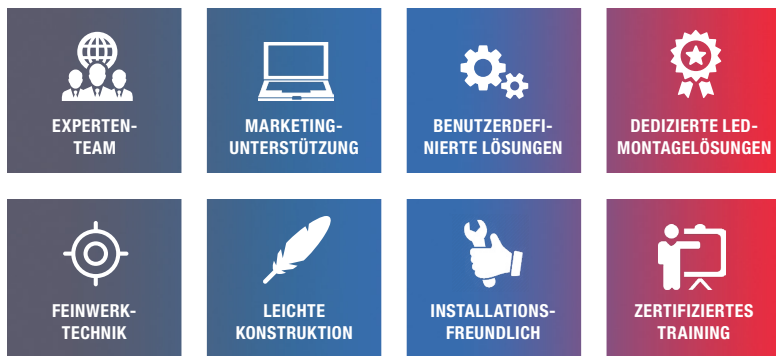 EXPERTEN-
TEAM
MARKETING-
UNTERSTÜTZUNG
BENUTZERDEFI-
NIERTE LÖSUNGEN
DEDIZIERTE LED-
MONTAGELÖSUNGEN
FEINWERK-
TECHNIK
LEICHTE
KONSTRUKTION
INSTALLATIONS-
FREUNDLICH
ZERTIFIZIERTES
TRAINING